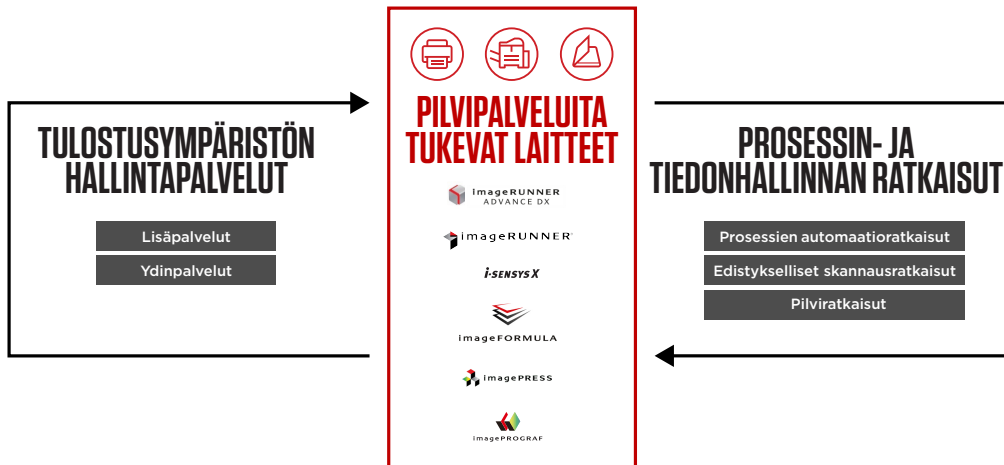 TULOSTUSYMPÄRISTÖN
HALLINTAPALVELUT
Lisäpalvelut
Ydinpalvelut
PILVIPALVELUITA
TUKEVAT LAITTEET
imageRUNNER
ADVANCE DX
imageRUNNER
i-SENSYS X
imageFORMULA
imagePRESS
imagePROGRAF
PROSESSIN- JA
TIEDONHALLINNAN RATKAISUT
Prosessien automaatioratkaisut
Edistykselliset skannausratkaisut
Pilviratkaisut